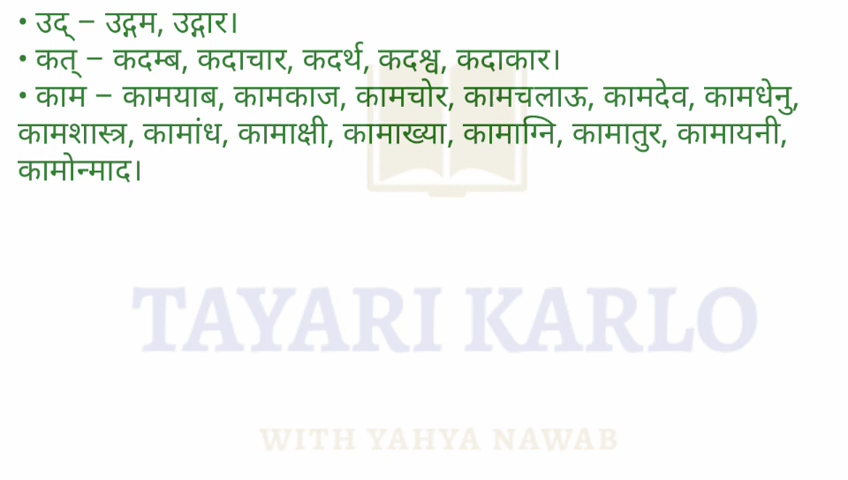 • उद् – उद्गम, उद्गार।
• कत् – कदम्ब, कदाचार, कदर्थ, कदश्व, कदाकार।
• काम – कामयाब, कामकाज, कामचोर, कामचलाऊ, कामदेव, कामधेनु,
कामशास्त्र, कामांध, कामाक्षी, कामाख्या, कामाग्नि, कामातुर, कामायनी,
कामोन्माद।
TAYARI KARLO
WITH YAHYA NAWAB